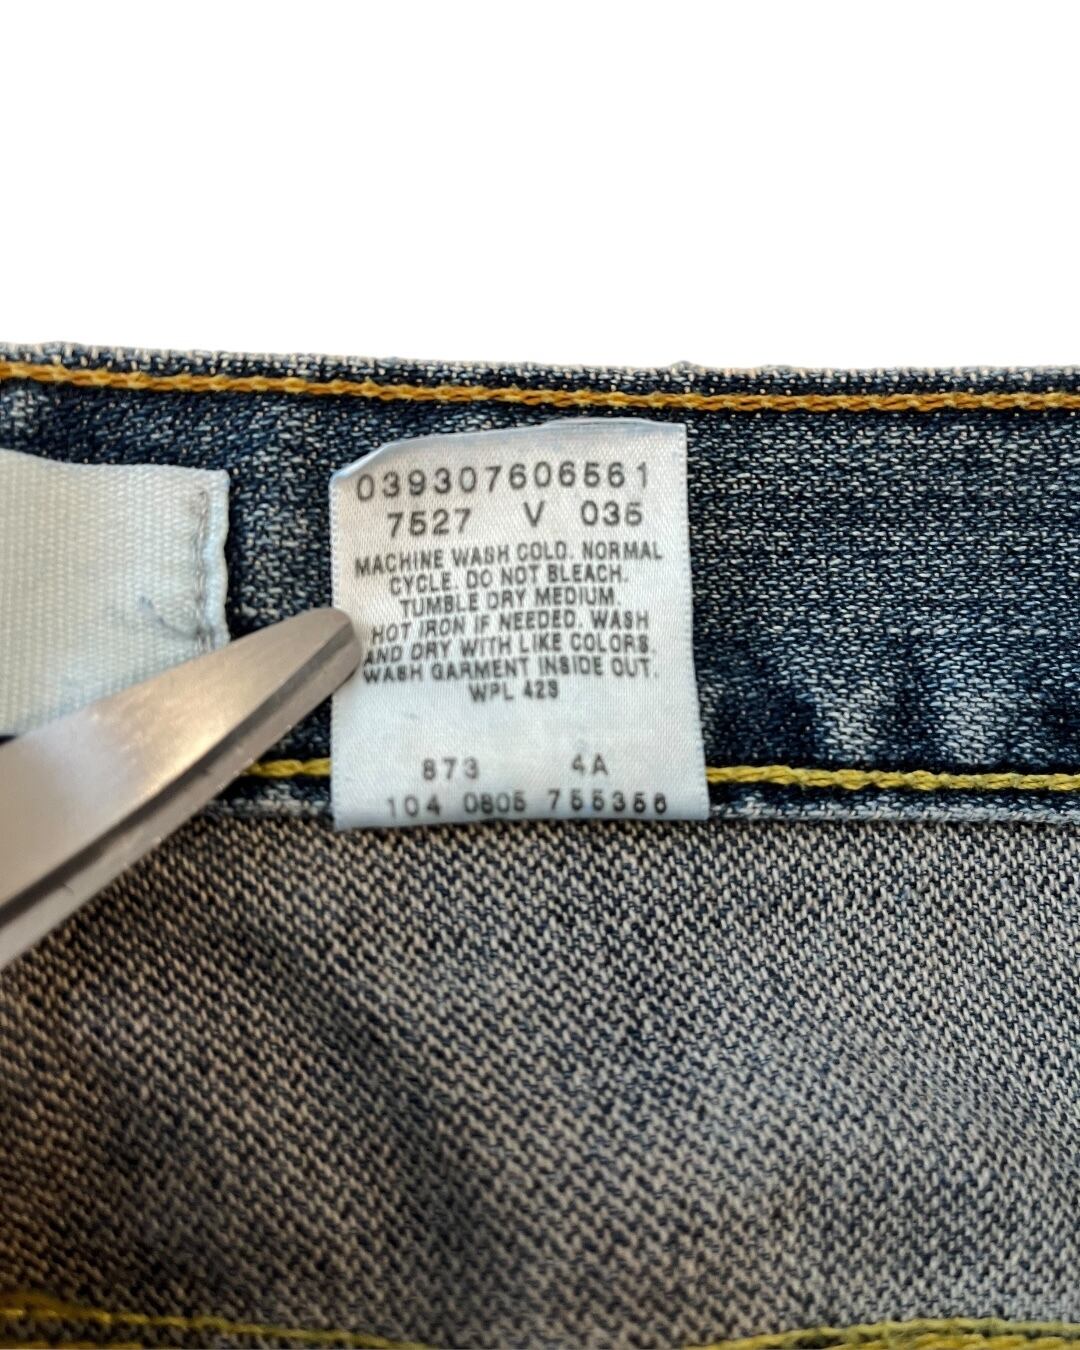 039307606561
7527 V 035
MACHINE WASH COLD. NORMAL
CYCLE. DO NOT BLEACH.
TUMBLE DRY MEDIUM.
HOT IRON IF NEEDED. WASH
AND DRY WITH LIKE COLORS.
WASH GARMENT INSIDE OUT.
WPL 423
873 4A
104 0805 755356